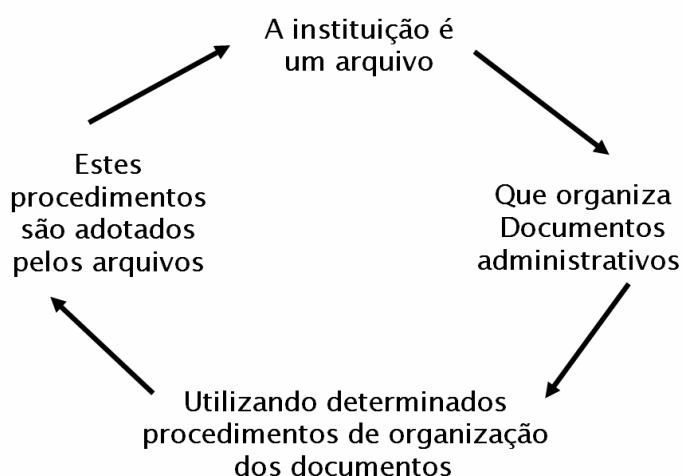 A instituição é
um arquivo
Que organiza
Documentos
administrativos
Utilizando determinados
procedimentos de organização
dos documentos
Estes
procedimentos
são adotados
pelos arquivos